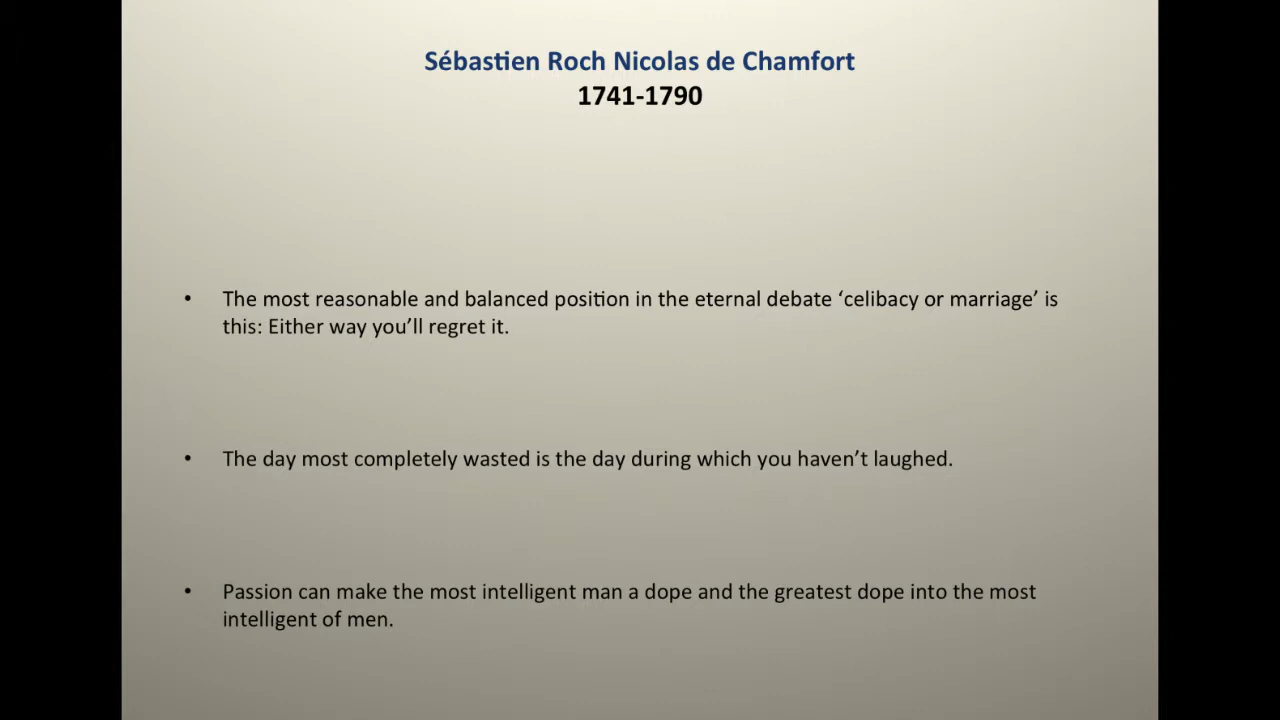 Sébastien Roch Nicolas de Chamfort
1741-1790
• The most reasonable and balanced position in the eternal debate ‘celibacy or marriage’ is
this: Either way you’ll regret it.
• The day most completely wasted is the day during which you haven’t laughed.
• Passion can make the most intelligent man a dope and the greatest dope into the most
intelligent of men.